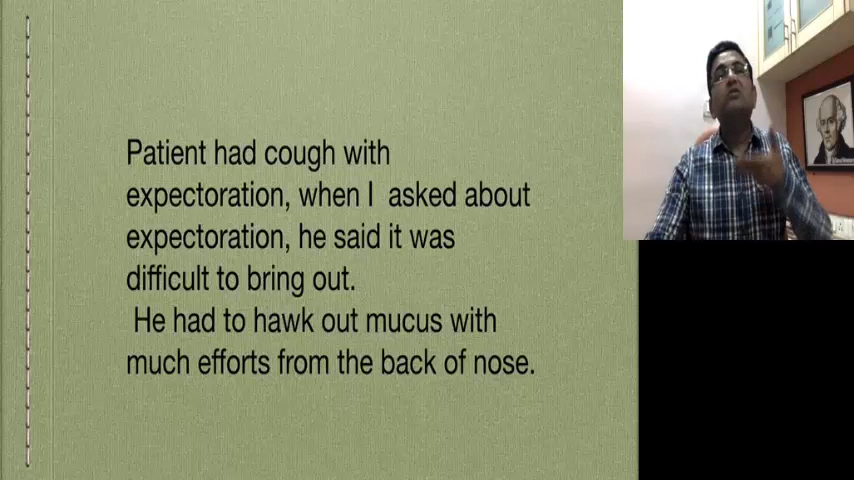 Patient had cough with
expectoration, when I  asked about
expectoration, he said it was
difficult to bring out.
He had to hawk out mucus with
much efforts from the back of nose.